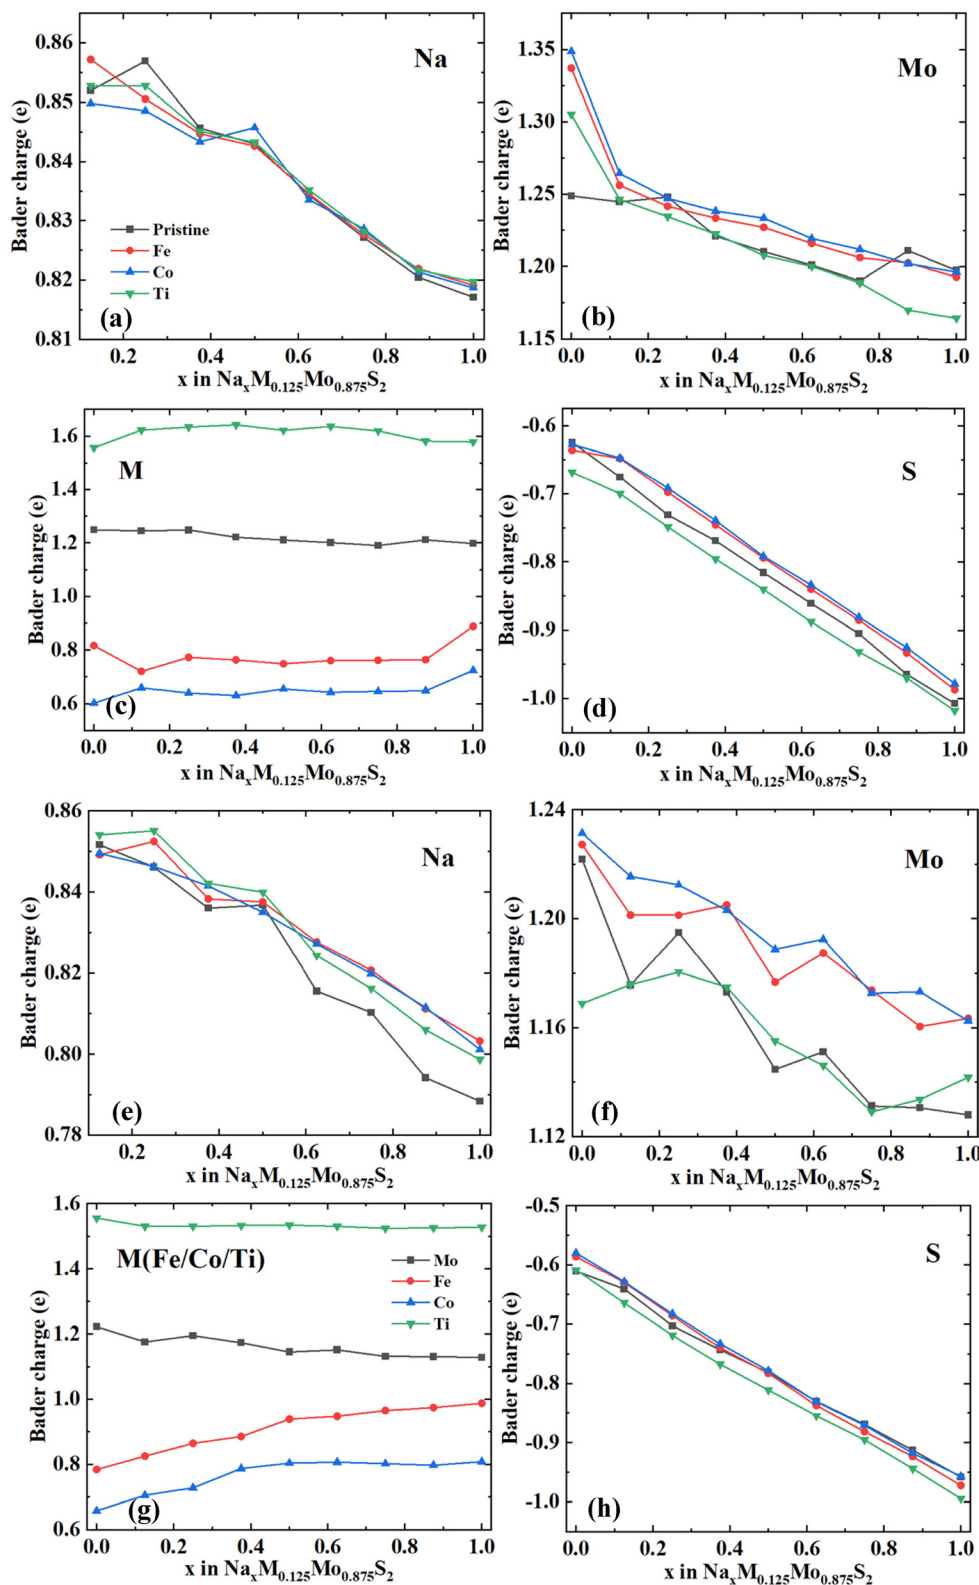 0.86
0.85
0.84
0.83
0.82
0.81
Bader charge (e)
Na
Pristine
Fe
Co
Ti
(a)
0.2 0.4 0.6 0.8 1.0
x in NaₓM₀.₁₂₅Mo₀.₈₇₅S₂
1.35
1.30
1.25
1.20
1.15
Bader charge (e)
Mo
(b)
0.0 0.2 0.4 0.6 0.8 1.0
x in NaₓM₀.₁₂₅Mo₀.₈₇₅S₂
1.6
1.4
1.2
1.0
0.8
0.6
Bader charge (e)
M
(c)
0.0 0.2 0.4 0.6 0.8 1.0
x in NaₓM₀.₁₂₅Mo₀.₈₇₅S₂
-0.6
-0.7
-0.8
-0.9
-1.0
Bader charge (e)
S
(d)
0.0 0.2 0.4 0.6 0.8 1.0
x in NaₓM₀.₁₂₅Mo₀.₈₇₅S₂
0.86
0.84
0.82
0.80
0.78
Bader charge (e)
Na
(e)
0.2 0.4 0.6 0.8 1.0
x in NaₓM₀.₁₂₅Mo₀.₈₇₅S₂
1.24
1.20
1.16
1.12
Bader charge (e)
Mo
(f)
0.0 0.2 0.4 0.6 0.8 1.0
x in NaₓM₀.₁₂₅Mo₀.₈₇₅S₂
1.6
1.4
1.2
1.0
0.8
0.6
Bader charge (e)
M(Fe/Co/Ti)
Mo
Fe
Co
Ti
(g)
0.0 0.2 0.4 0.6 0.8 1.0
x in NaₓM₀.₁₂₅Mo₀.₈₇₅S₂
-0.5
-0.6
-0.7
-0.8
-0.9
-1.0
Bader charge (e)
S
(h)
0.0 0.2 0.4 0.6 0.8 1.0
x in NaₓM₀.₁₂₅Mo₀.₈₇₅S₂